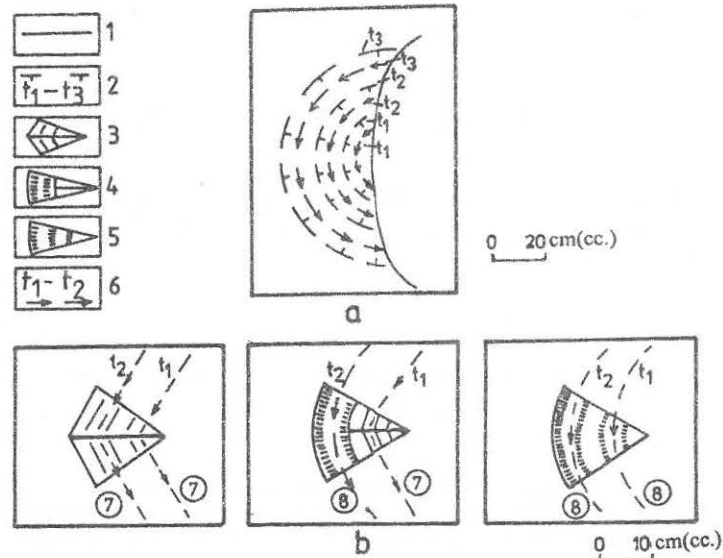 1
t1-t3 2
3
4
5
t1-t2 6
t3
t3
t2
t2
t1
t1
0 20 cm(cc.)
a
t2 t1
7 7
t2 t1
8 7
t2 t1
8 8
b
0 10 cm(cc.)